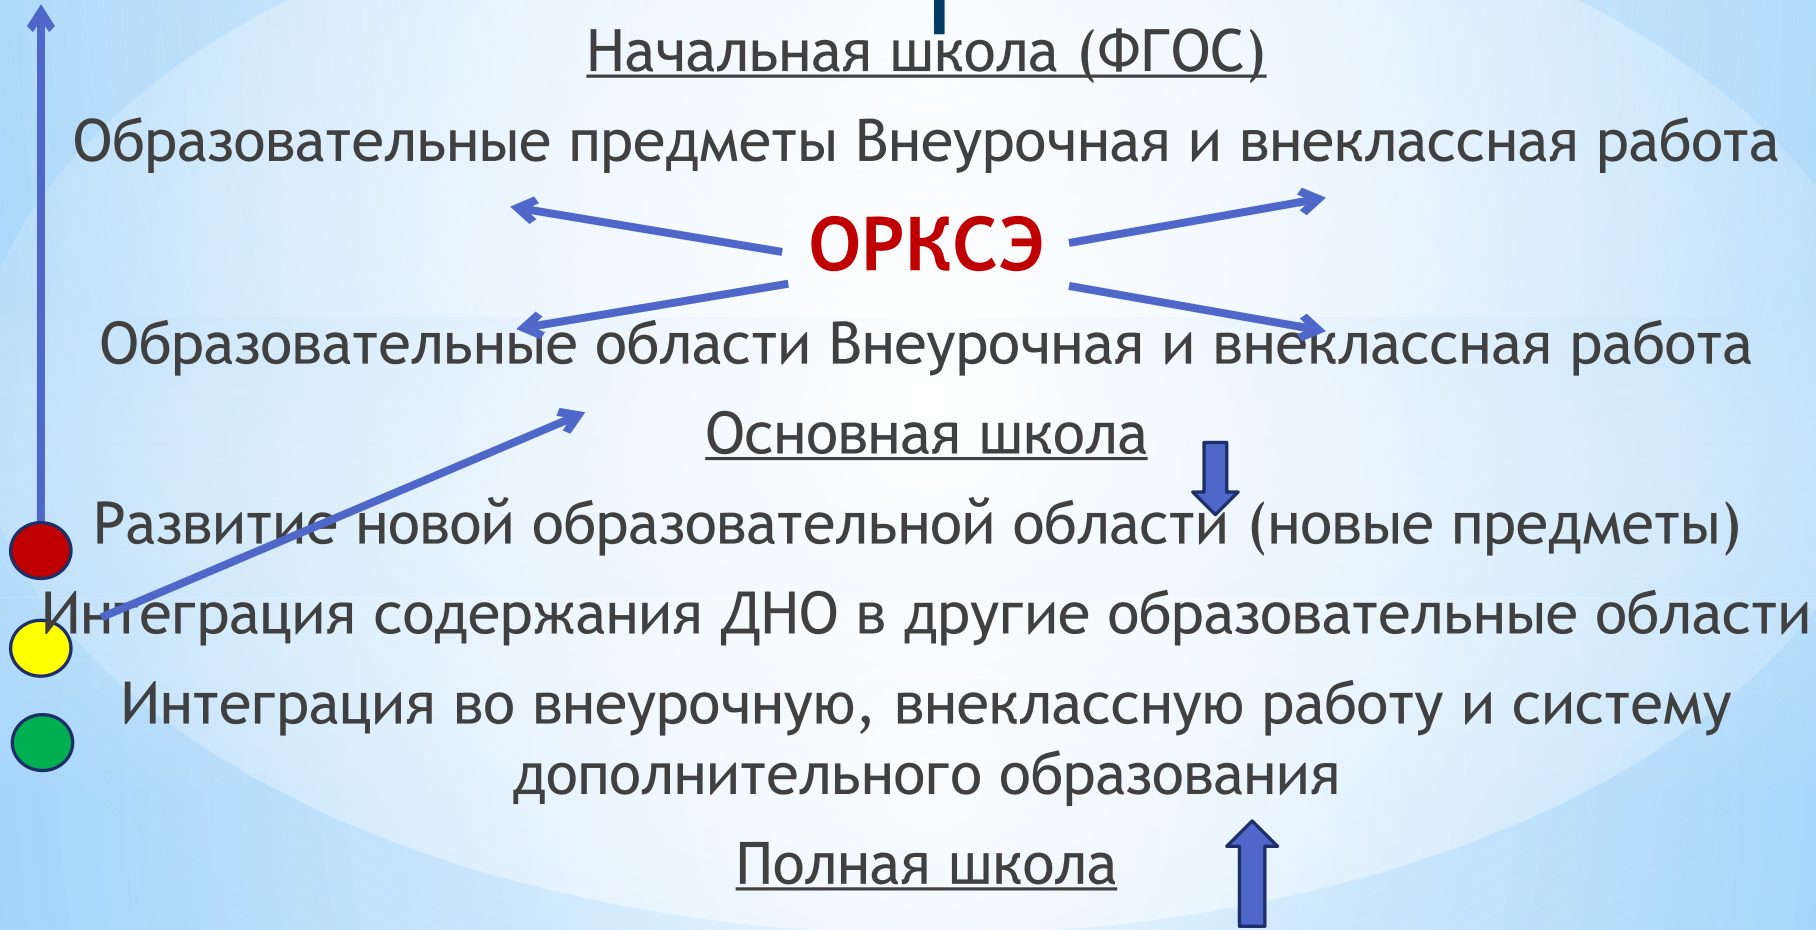 Начальная школа (ФГОС)
Образовательные предметы Внеурочная и внеклассная работа
ОРКСЭ
Образовательные области Внеурочная и внеклассная работа
Основная школа
Развитие новой образовательной области (новые предметы)
Интеграция содержания ДНО в другие образовательные области
Интеграция во внеурочную, внеклассную работу и систему
дополнительного образования
Полная школа